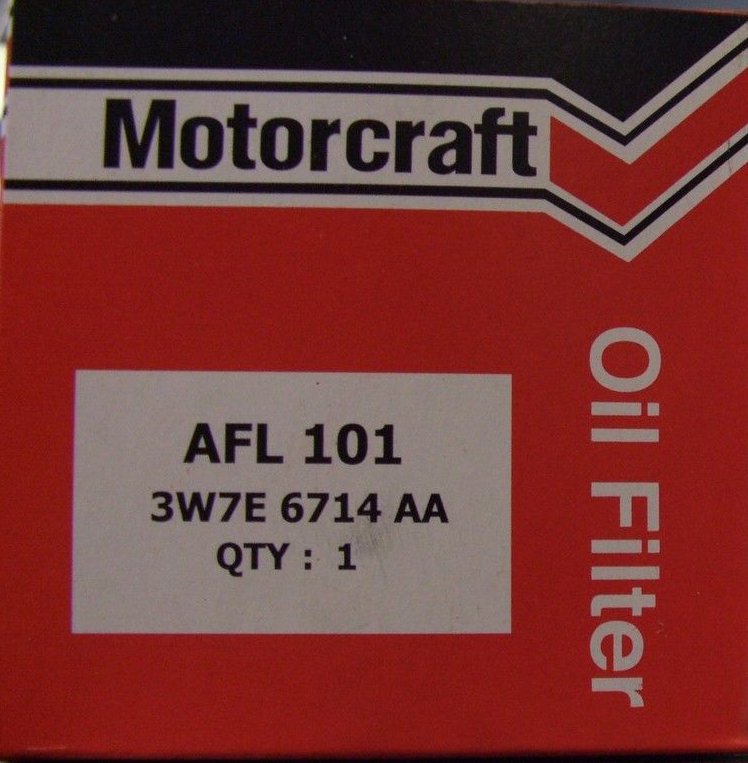 Motorcraft
AFL 101
3W7E 6714 AA
QTY : 1
Oil Filter